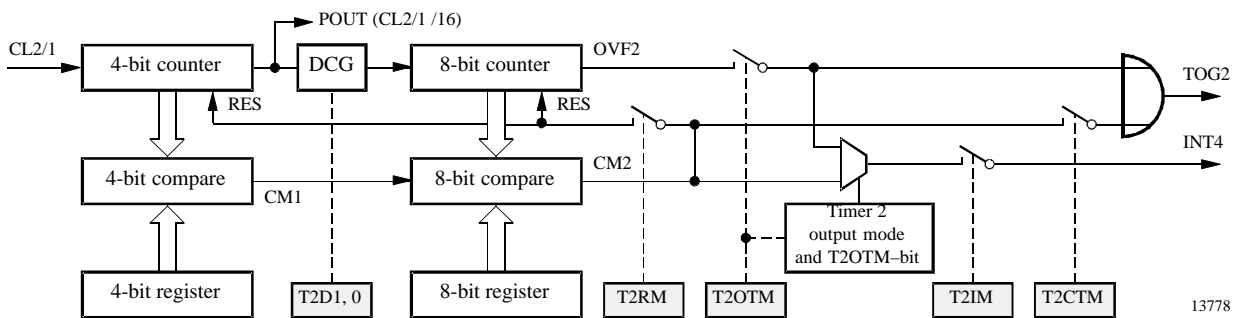 POUT (CL2/1 /16)
CL2/1
4-bit counter
DCG
8-bit counter
OVF2
TOG2
RES
RES
INT4
4-bit compare
CM1
8-bit compare
CM2
Timer 2
output mode
and T2OTM–bit
4-bit register
T2D1, 0
8-bit register
T2RM
T2OTM
T2IM
T2CTM
13778